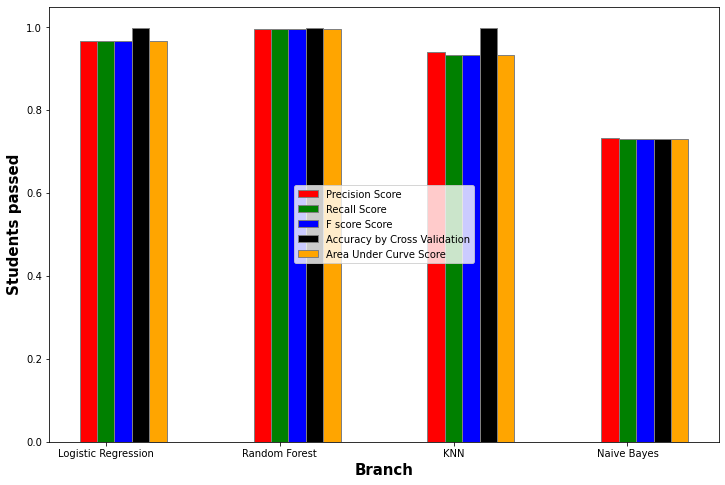 1.0
0.8
0.6
0.4
0.2
0.0
Students passed
Precision Score
Recall Score
F score Score
Accuracy by Cross Validation
Area Under Curve Score
Logistic Regression
Random Forest
KNN
Naive Bayes
Branch